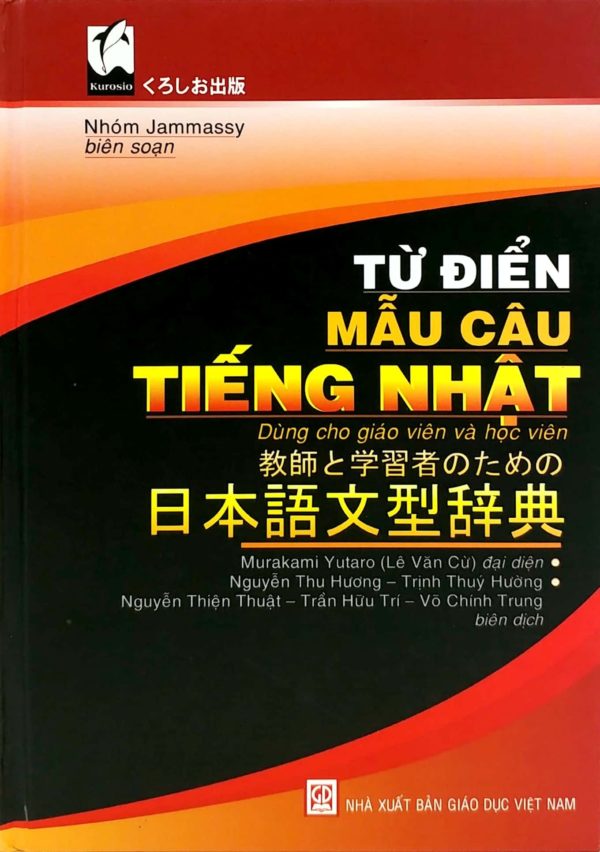 Kurosio
くろしお出版
Nhóm Jammassy
biên soạn
TỪ ĐIỂN
MẪU CÂU
TIẾNG NHẬT
Dùng cho giáo viên và học viên
教師と学習者のための
日本語文型辞典
Murakami Yutaro (Lê Văn Cừ) đại diện •
Nguyễn Thu Hương – Trịnh Thuý Hường •
Nguyễn Thiện Thuật – Trần Hữu Trí – Võ Chính Trung
biên dịch
GD
NHÀ XUẤT BẢN GIÁO DỤC VIỆT NAM